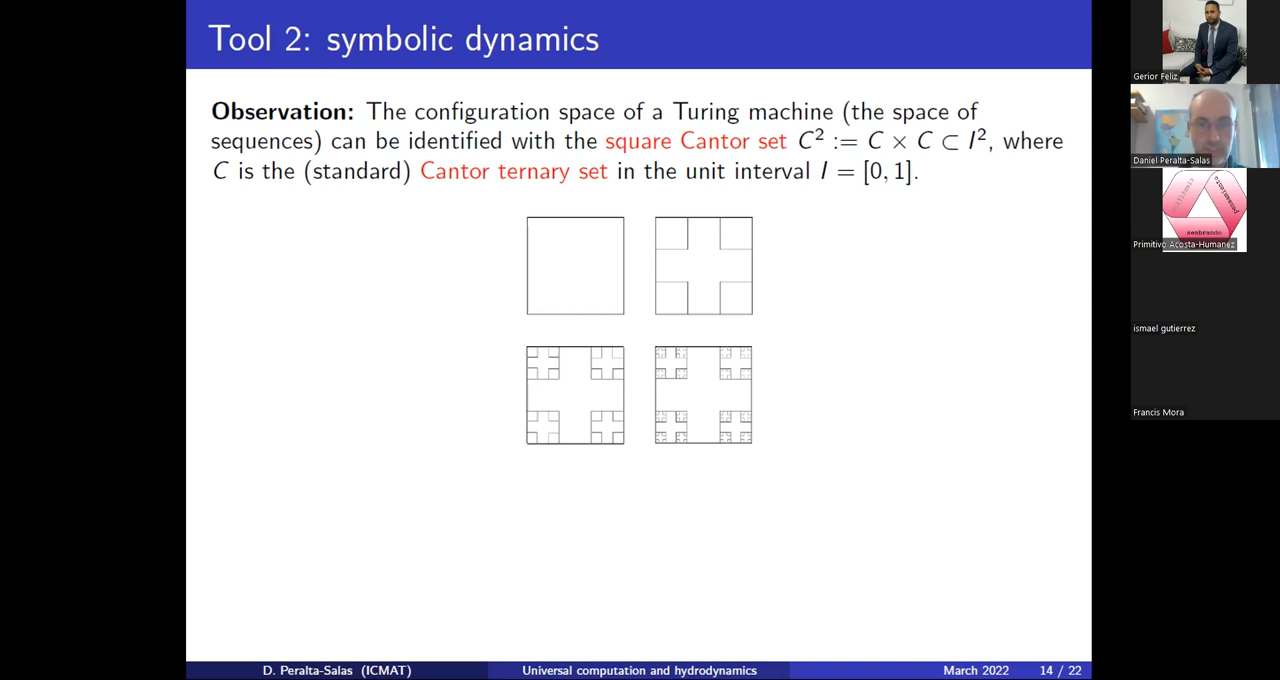 Tool 2: symbolic dynamics
Observation: The configuration space of a Turing machine (the space of
sequences) can be identified with the square Cantor set C² := C × C ⊂ I², where
C is the (standard) Cantor ternary set in the unit interval I = [0, 1].
D. Peralta-Salas (ICMAT) Universal computation and hydrodynamics March 2022 14 / 22
Gerior Feliz
Daniel Peralta-Salas
pensamientos
sembrando
Primitivo Acosta-Humanez
ismael gutierrez
Francis Mora